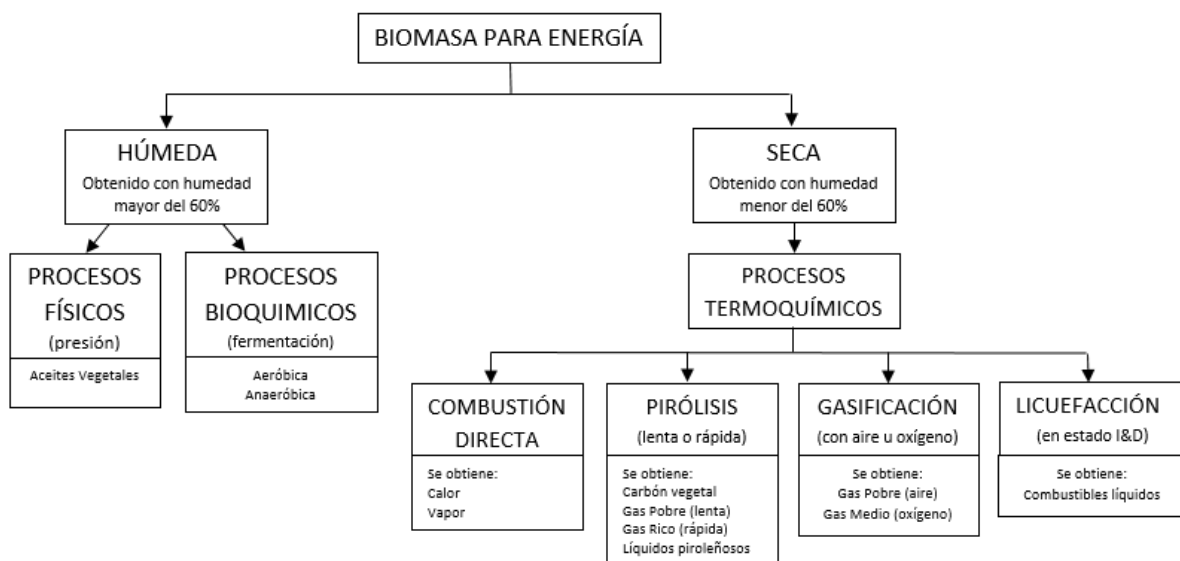 BIOMASA PARA ENERGÍA
HÚMEDA
Obtenido con humedad
mayor del 60%
SECA
Obtenido con humedad
menor del 60%
PROCESOS
FÍSICOS
(presión)
Aceites Vegetales
PROCESOS
BIOQUIMICOS
(fermentación)
Aeróbica
Anaeróbica
PROCESOS
TERMOQUÍMICOS
COMBUSTIÓN
DIRECTA
Se obtiene:
Calor
Vapor
PIRÓLISIS
(lenta o rápida)
Se obtiene:
Carbón vegetal
Gas Pobre (lenta)
Gas Rico (rápida)
Líquidos piroleñosos
GASIFICACIÓN
(con aire u oxígeno)
Se obtiene:
Gas Pobre (aire)
Gas Medio (oxígeno)
LICUEFACCIÓN
(en estado I&D)
Se obtiene:
Combustibles líquidos